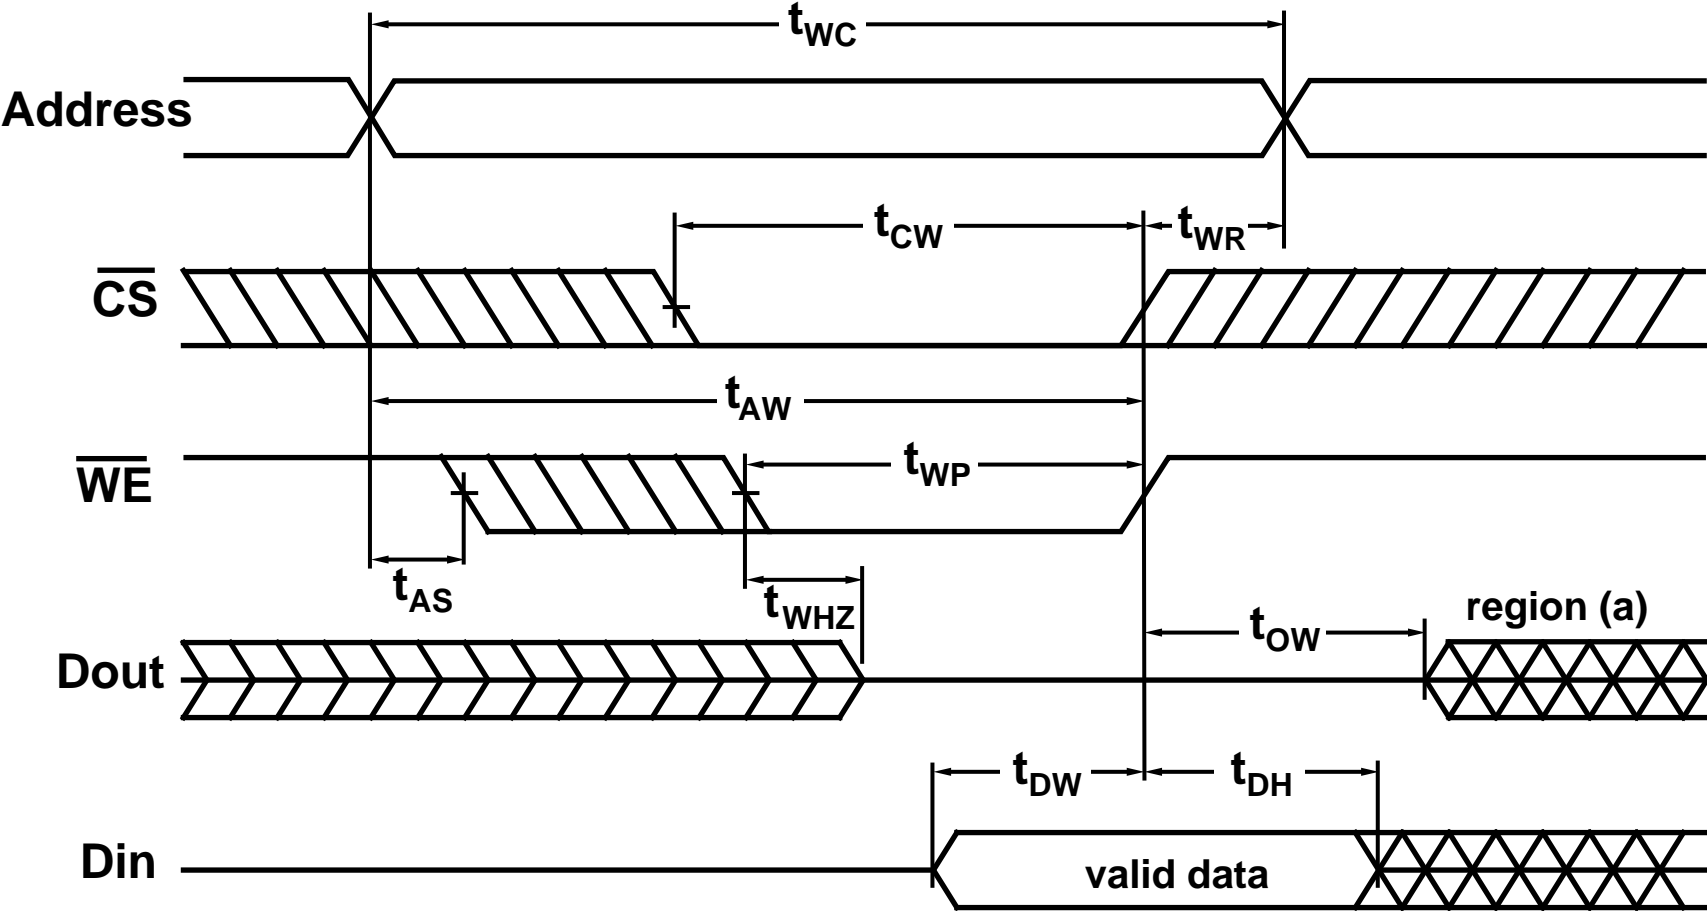 tWC
Address
tCW
tWR
CS
tAW
WE
tWP
tAS
tWHZ
region (a)
tOW
Dout
tDW
tDH
Din
valid data